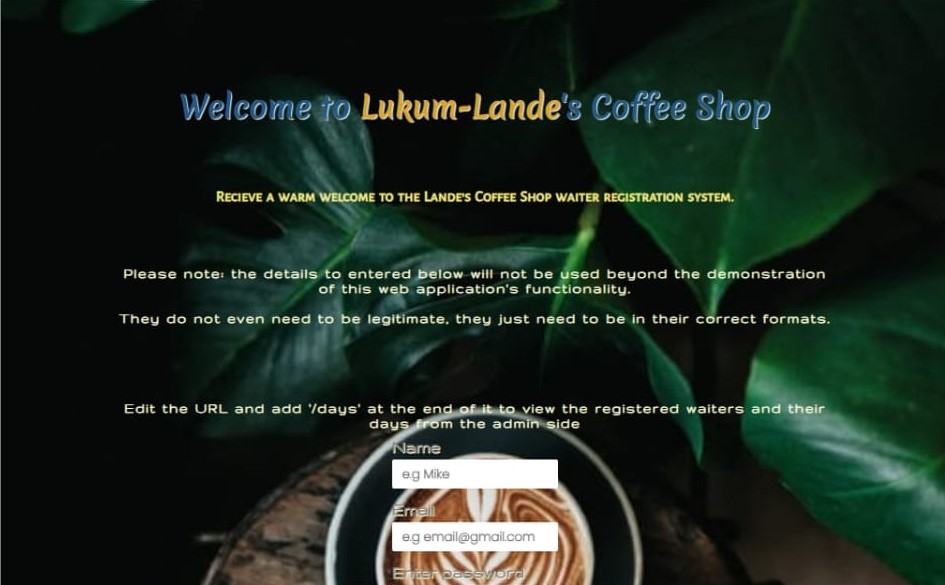 Welcome to Lukum-Lande's Coffee Shop
Recieve a warm welcome to the Lande's Coffee Shop waiter registration system.
Please note: the details to entered below will not be used beyond the demonstration
of this web application's functionality.
They do not even need to be legitimate, they just need to be in their correct formats.
Edit the URL and add '/days' at the end of it to view the registered waiters and their
days from the admin side
Name
e.g Mike
Email
e.g email@gmail.com
Enter password